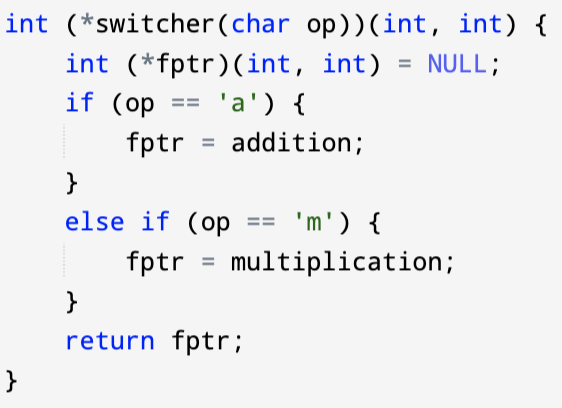 int (*switcher(char op))(int, int) {
    int (*fptr)(int, int) = NULL;
    if (op == 'a') {
        fptr = addition;
    }
    else if (op == 'm') {
        fptr = multiplication;
    }
    return fptr;
}